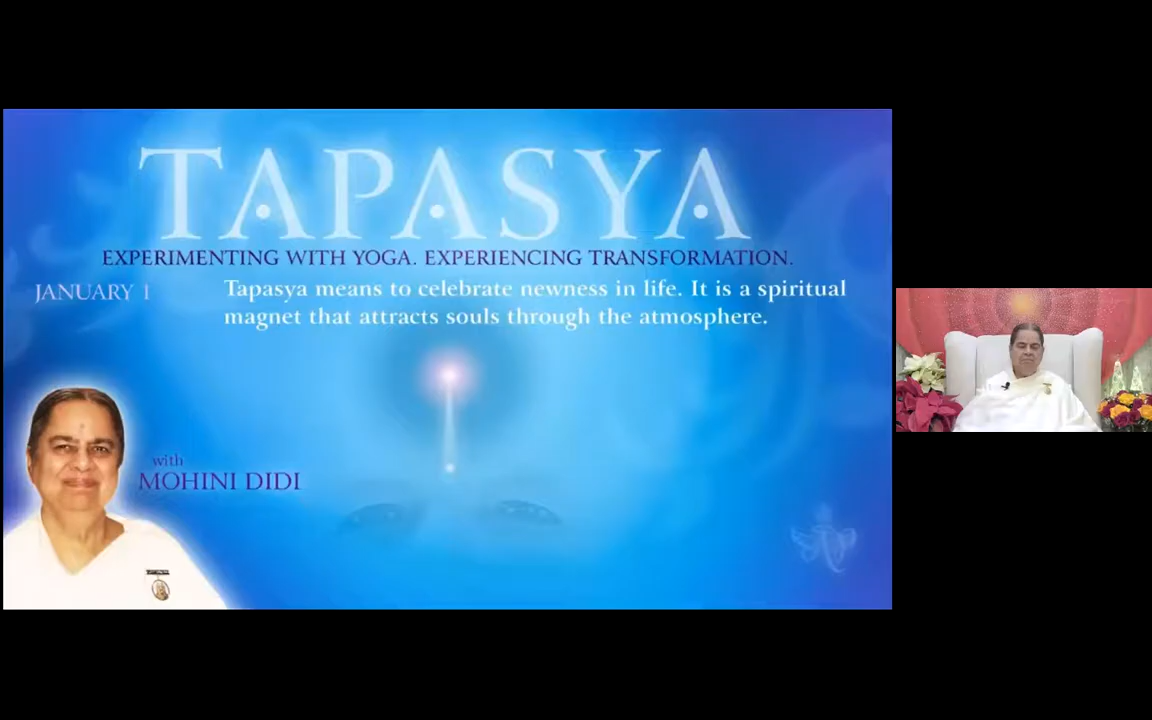 TAPASYA
EXPERIMENTING WITH YOGA. EXPERIENCING TRANSFORMATION.
JANUARY 1
Tapasya means to celebrate newness in life. It is a spiritual
magnet that attracts souls through the atmosphere.
with
MOHINI DIDI